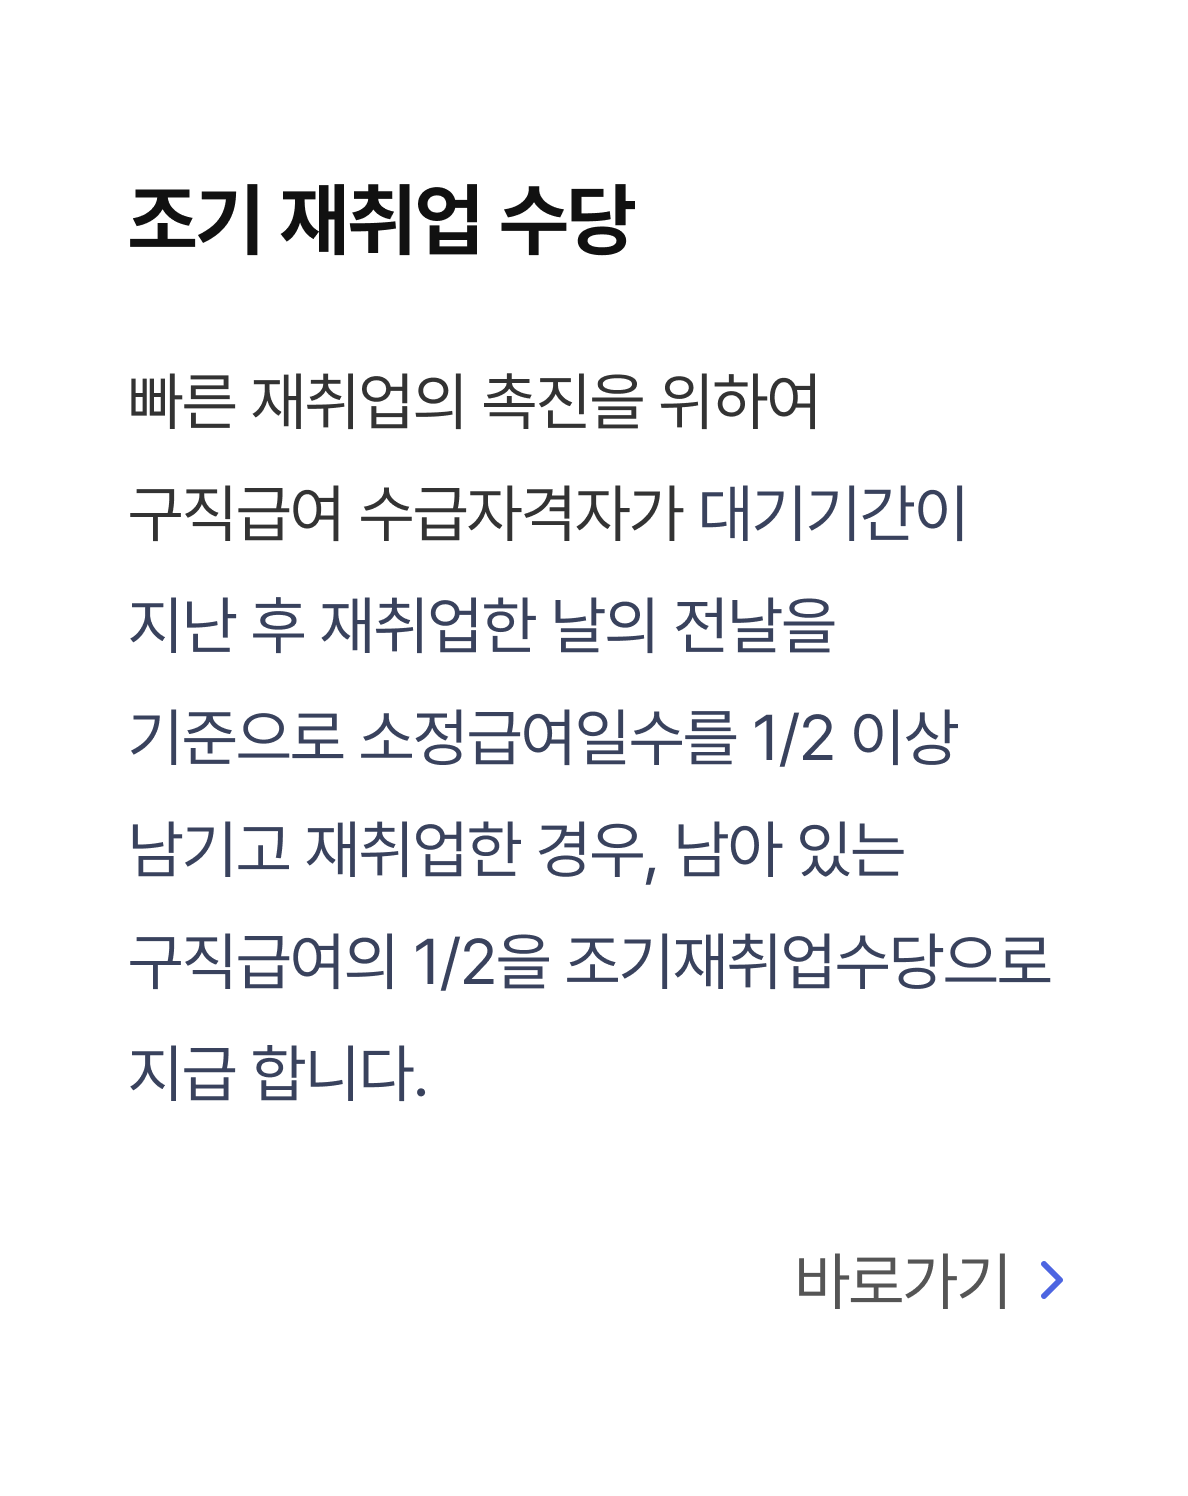 조기 재취업 수당
빠른 재취업의 촉진을 위하여
구직급여 수급자격자가 대기기간이
지난 후 재취업한 날의 전날을
기준으로 소정급여일수를 1/2 이상
남기고 재취업한 경우, 남아 있는
구직급여의 1/2을 조기재취업수당으로
지급 합니다.
바로가기